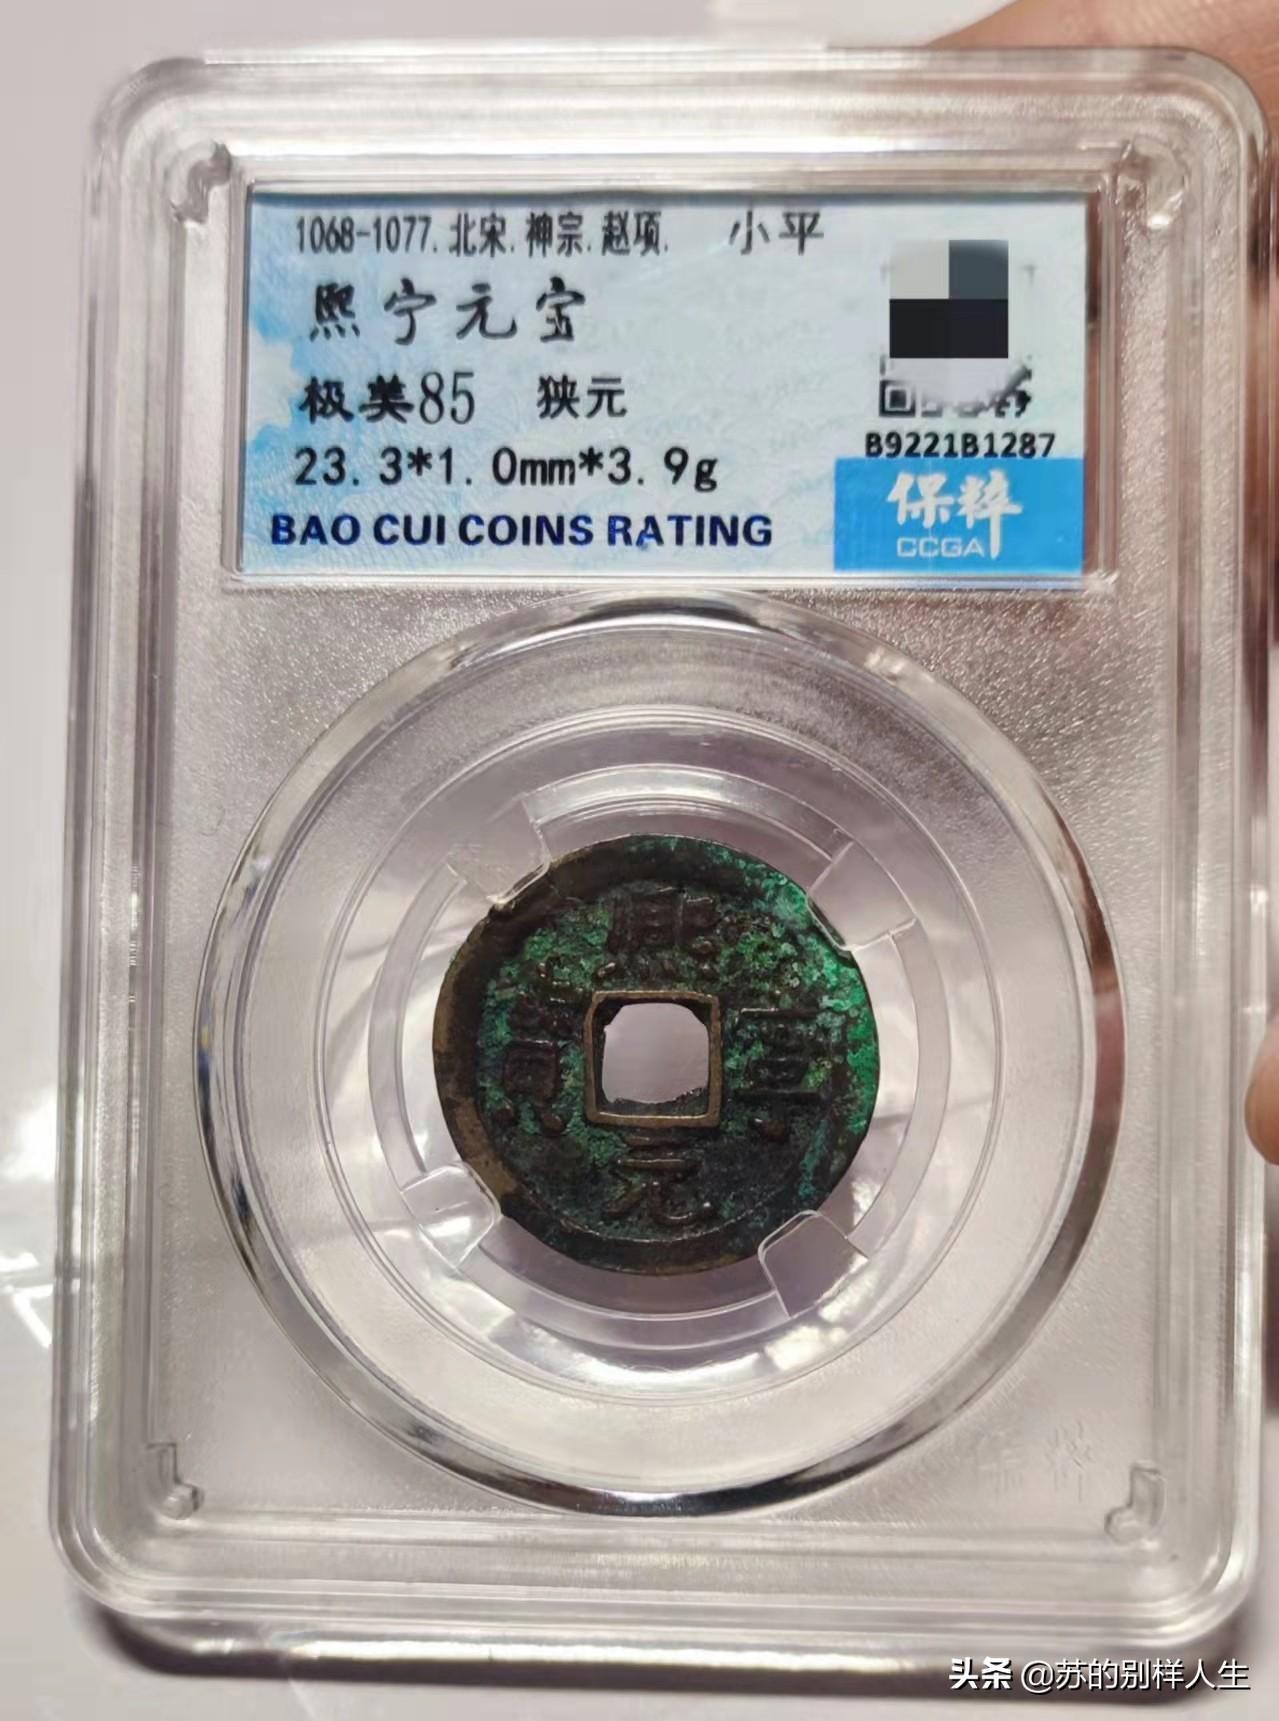 1068-1077.北宋.神宗.赵项. 小平
熙宁元宝
极美85 狭元
23.3*1.0mm*3.9g
BAO CUI COINS RATING
B9221B1287
保粹
CCGA
熙
寶 寧
元
头条 @苏的别样人生